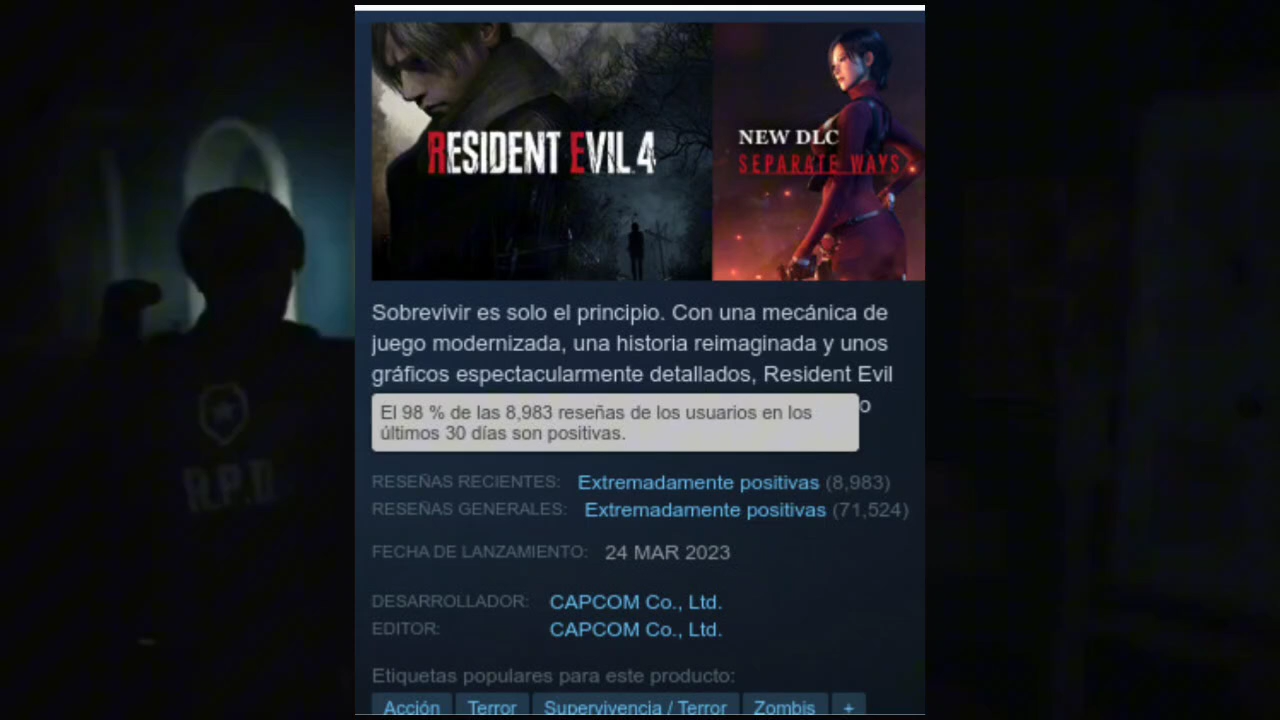 RESIDENT EVIL 4
NEW DLC
SEPARATE WAYS
Sobrevivir es solo el principio. Con una mecánica de
juego modernizada, una historia reimaginada y unos
gráficos espectacularmente detallados, Resident Evil
o
El 98 % de las 8,983 reseñas de los usuarios en los
últimos 30 días son positivas.
RESEÑAS RECIENTES: Extremadamente positivas (8,983)
RESEÑAS GENERALES: Extremadamente positivas (71,524)
FECHA DE LANZAMIENTO: 24 MAR 2023
DESARROLLADOR: CAPCOM Co., Ltd.
EDITOR: CAPCOM Co., Ltd.
Etiquetas populares para este producto:
Acción Terror Supervivencia / Terror Zombis +
R.P.D.